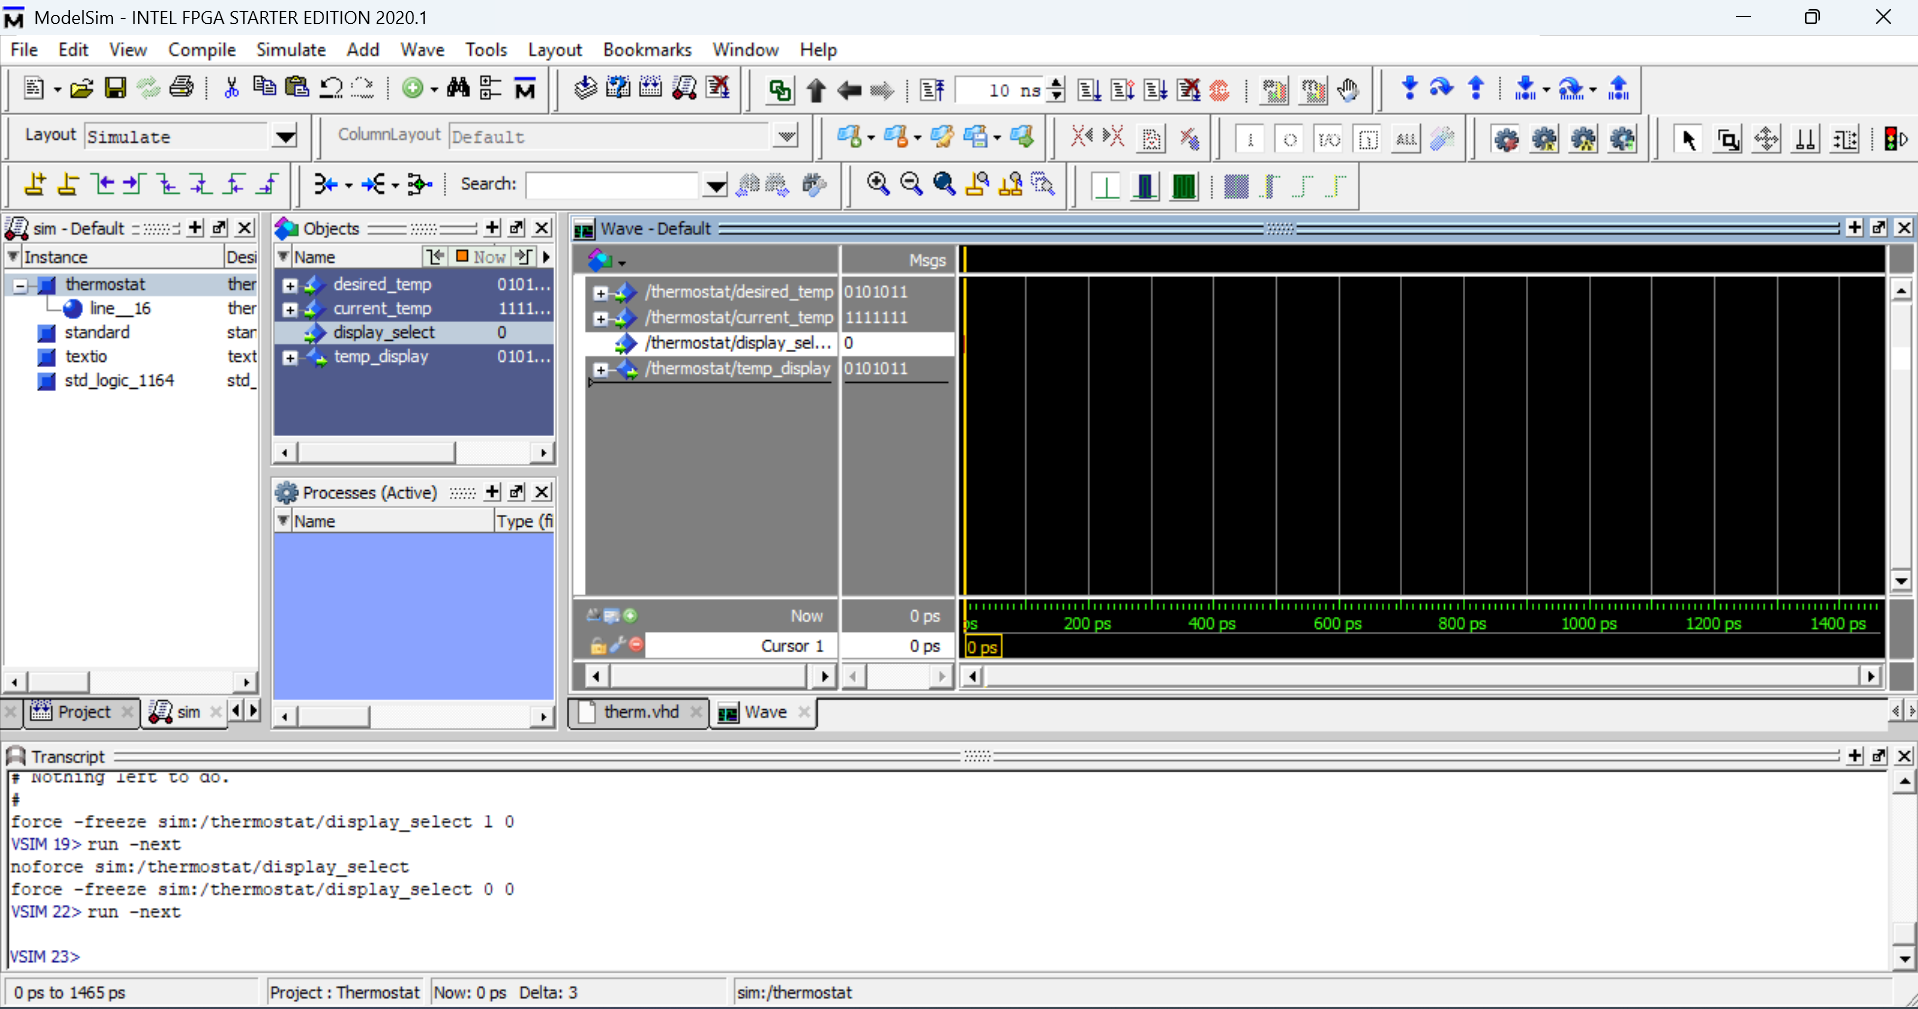 ModelSim - INTEL FPGA STARTER EDITION 2020.1
File Edit View Compile Simulate Add Wave Tools Layout Bookmarks Window Help
10 ns
Layout Simulate
ColumnLayout Default
ALL
Search:
sim - Default
Instance Desi
thermostat ther
line__16 ther
standard star
textio text
std_logic_1164 std_
Project
sim
Objects
Name Now
desired_temp 0101...
current_temp 1111...
display_select 0
temp_display 0101...
Processes (Active)
Name Type (fi
Wave - Default
Msgs
/thermostat/desired_temp 0101011
/thermostat/current_temp 1111111
/thermostat/display_sel... 0
/thermostat/temp_display 0101011
Now 0 ps
Cursor 1 0 ps
ps 200 ps 400 ps 600 ps 800 ps 1000 ps 1200 ps 1400 ps
0 ps
therm.vhd
Wave
Transcript
# Nothing left to do.
#
force -freeze sim:/thermostat/display_select 1 0
VSIM 19> run -next
noforce sim:/thermostat/display_select
force -freeze sim:/thermostat/display_select 0 0
VSIM 22> run -next
VSIM 23>
0 ps to 1465 ps
Project : Thermostat
Now: 0 ps Delta: 3
sim:/thermostat